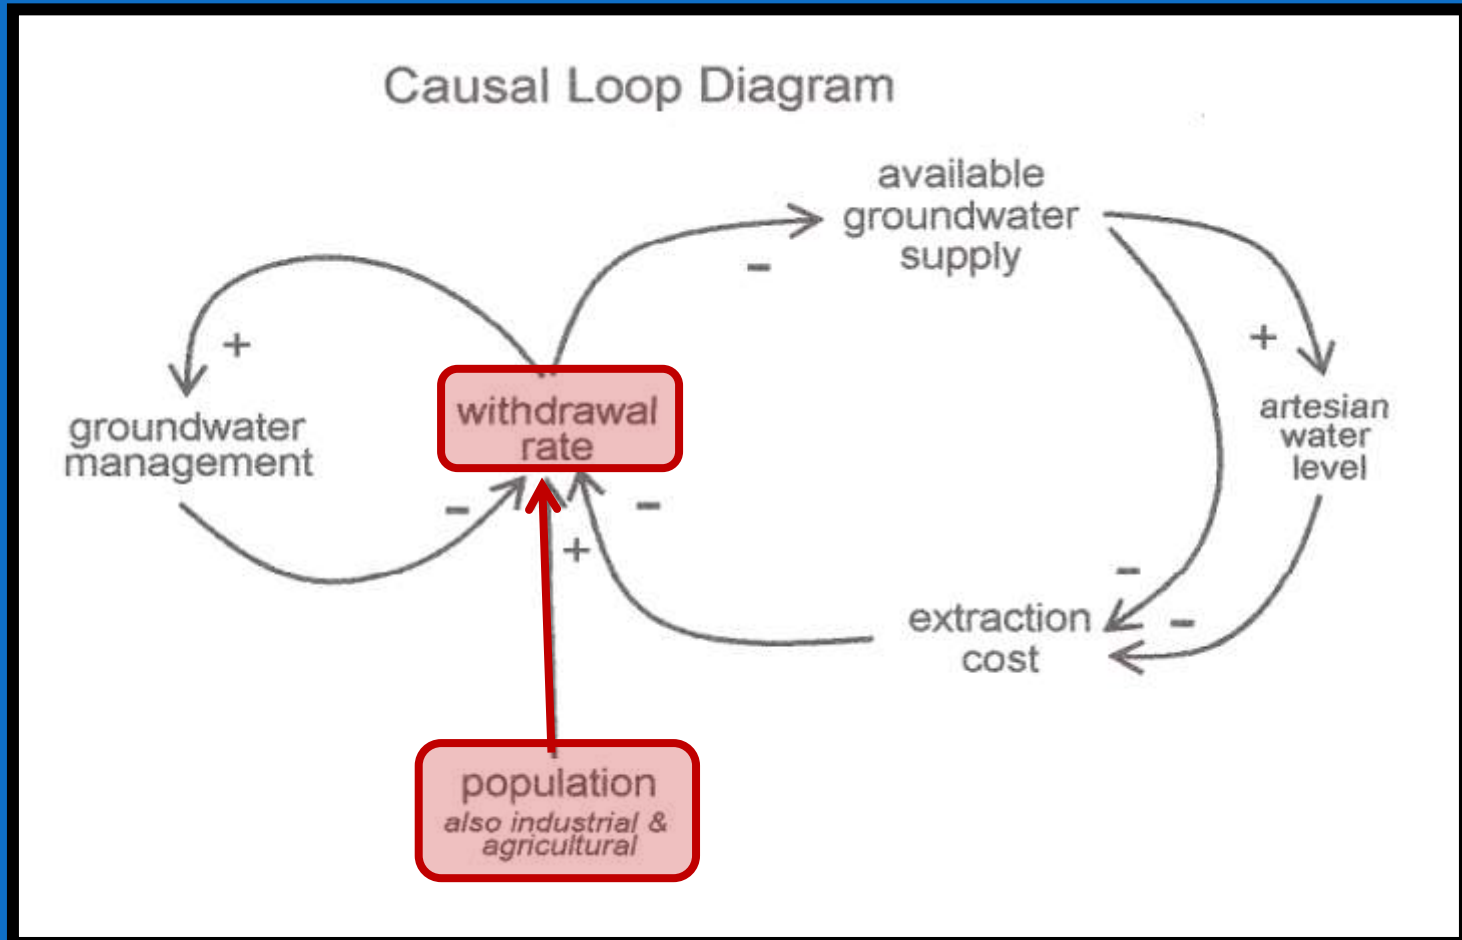 Causal Loop Diagram
available
groundwater
supply
-
+
+
artesian
water
level
groundwater
management
withdrawal
rate
-
-
+
-
-
extraction
cost
population
also industrial &
agricultural